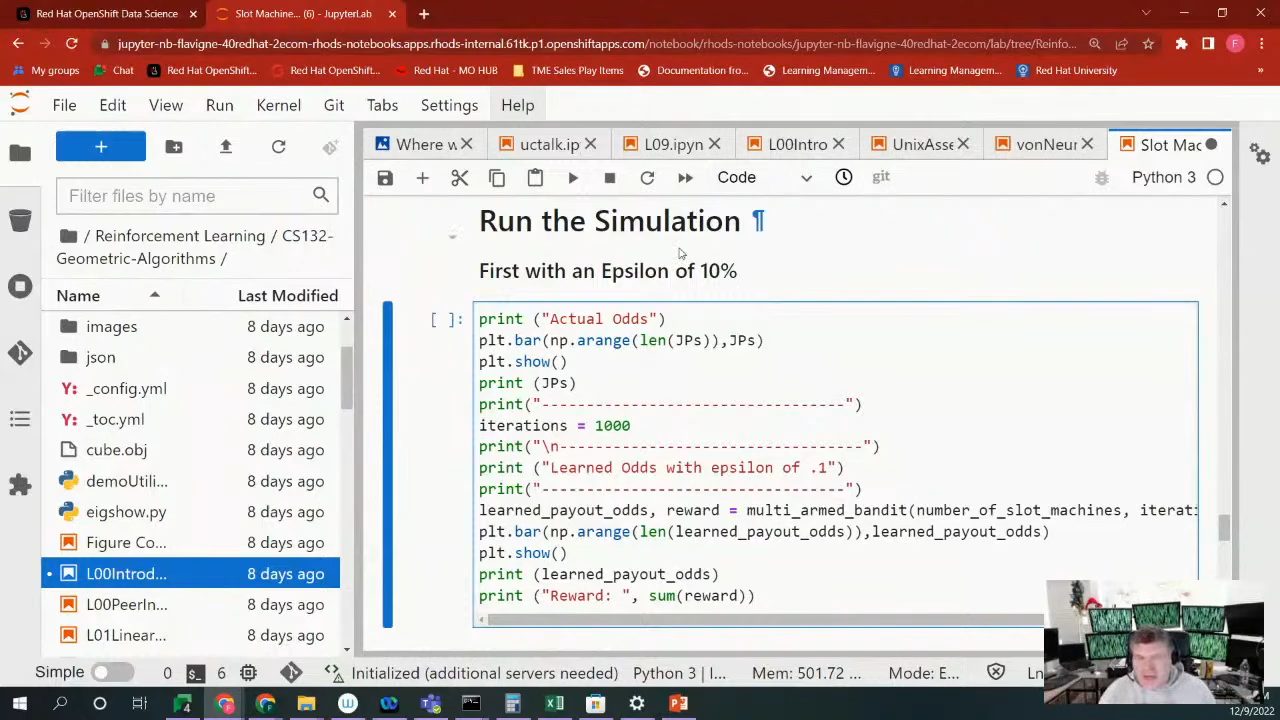 Red Hat OpenShift Data Science
Slot Machine... (6) - JupyterLab
jupyter-nb-flavigne-40redhat-2ecom-rhods-notebooks.apps.rhods-internal.61tk.p1.openshiftapps.com/notebook/rhods-notebooks/jupyter-nb-flavigne-40redhat-2ecom/lab/tree/Reinfo...
F
My groups
Chat
Red Hat OpenShift...
Red Hat OpenShift...
Red Hat - MO HUB
TME Sales Play Items
Documentation fro...
Learning Managem...
Learning Managem...
Red Hat University
»
File Edit View Run Kernel Git Tabs Settings Help
Where w
uctalk.ip
L09.ipyn
L00Intro
UnixAsse
vonNeur
Slot Mac
Code
git
Python 3
Filter files by name
/ Reinforcement Learning / CS132-
Geometric-Algorithms /
Name Last Modified
images 8 days ago
json 8 days ago
Y: _config.yml 8 days ago
Y: _toc.yml 8 days ago
cube.obj 8 days ago
demoUtili... 8 days ago
eigshow.py 8 days ago
Figure Co... 8 days ago
L00Introd... 8 days ago
L00PeerIn... 8 days ago
L01Linear... 8 days ago
Run the Simulation ¶
First with an Epsilon of 10%
[ ]:
print ("Actual Odds")
plt.bar(np.arange(len(JPs)),JPs)
plt.show()
print (JPs)
print("----------------------------------")
iterations = 1000
print("\n----------------------------------")
print ("Learned Odds with epsilon of .1")
print("----------------------------------")
learned_payout_odds, reward = multi_armed_bandit(number_of_slot_machines, iterati
plt.bar(np.arange(len(learned_payout_odds)),learned_payout_odds)
plt.show()
print (learned_payout_odds)
print ("Reward: ", sum(reward))
Simple
0
6
Initialized (additional servers needed)
Python 3 | I...
Mem: 501.72 ...
Mode: E...
Ln
12/9/2022